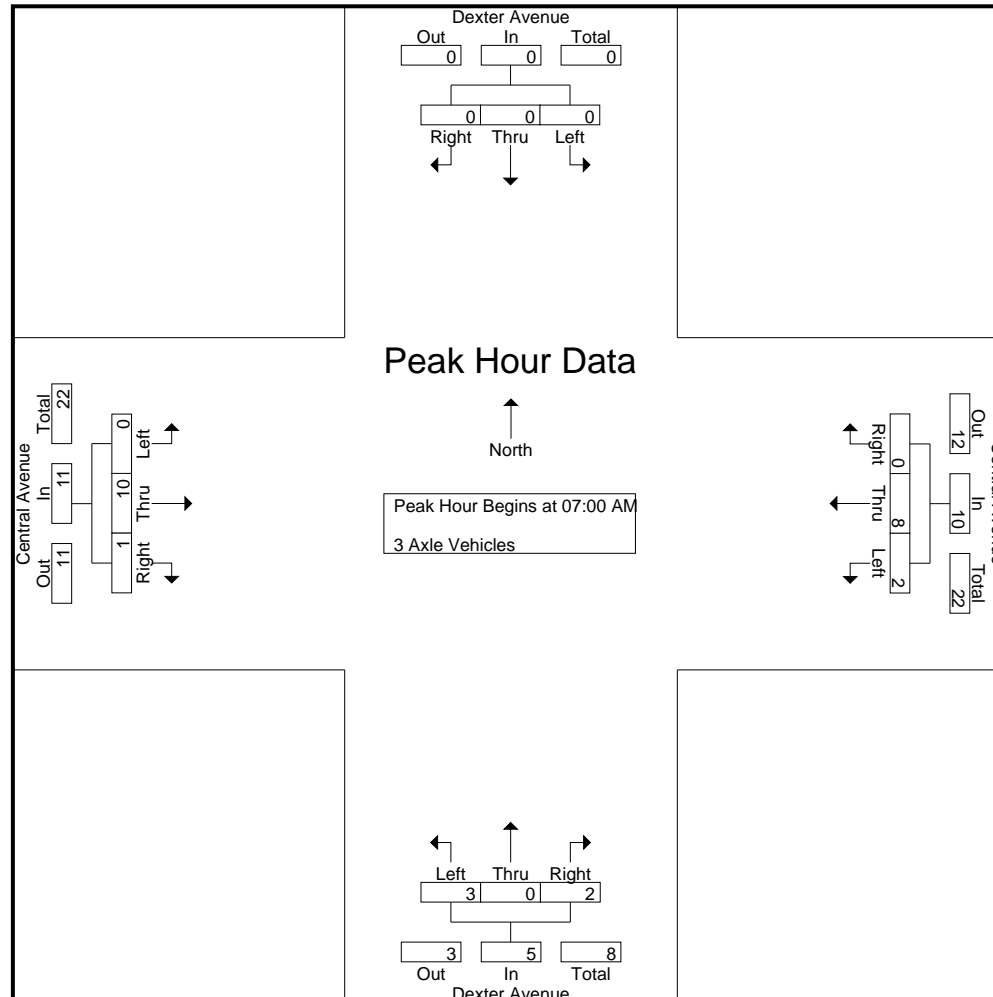 Dexter Avenue
Out In Total
0 0 0
0 0 0
Right Thru Left
Peak Hour Data
North
Peak Hour Begins at 07:00 AM
3 Axle Vehicles
Central Avenue
Total In Out
22 11 11
0 10 1
Left Thru Right
Out In Total
12 10 22
0 8 2
Right Thru Left
Left Thru Right
3 0 2
3 5 8
Out In Total
Dexter Avenue